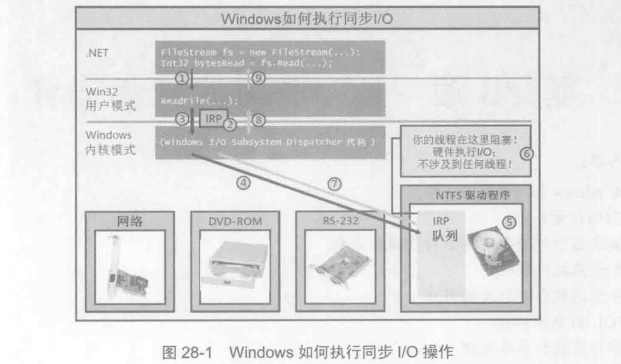 Windows如何执行同步I/O
.NET
FileStream fs = new FileStream(...);
Int32 bytesRead = fs.Read(...);
① ⑨
Win32
用户模式
ReadFile(...);
③ IRP ② ⑧
Windows
内核模式
(Windows I/O Subsystem Dispatcher 代码 )
你的线程在这里阻塞!
硬件执行I/O;
不涉及到任何线程!
⑥
④ ⑦
NTFS 驱动程序
IRP
队列
⑤
网络
DVD-ROM
RS-232
图 28-1 Windows 如何执行同步 I/O 操作